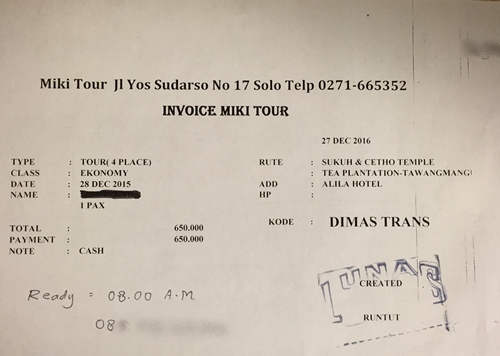 Miki Tour Jl Yos Sudarso No 17 Solo Telp 0271-665352
INVOICE MIKI TOUR
27 DEC 2016
TYPE : TOUR( 4 PLACE) RUTE : SUKUH & CETHO TEMPLE
CLASS : EKONOMY : TEA PLANTATION-TAWANGMANGU
DATE : 28 DEC 2015 ADD : ALILA HOTEL
NAME : HP :
1 PAX
KODE : DIMAS TRANS
TOTAL : 650.000
PAYMENT : 650.000
NOTE : CASH
LUNAS
CREATED
Ready = 08.00 A.M
08
RUNTUT